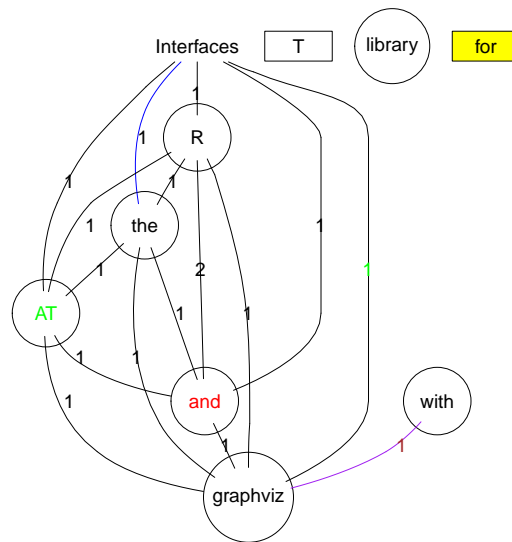 Interfaces T library for
1
R
1 1
the
1 1 1
2
1 1
AT
1 1
1 1
and with
1
1 1
graphviz